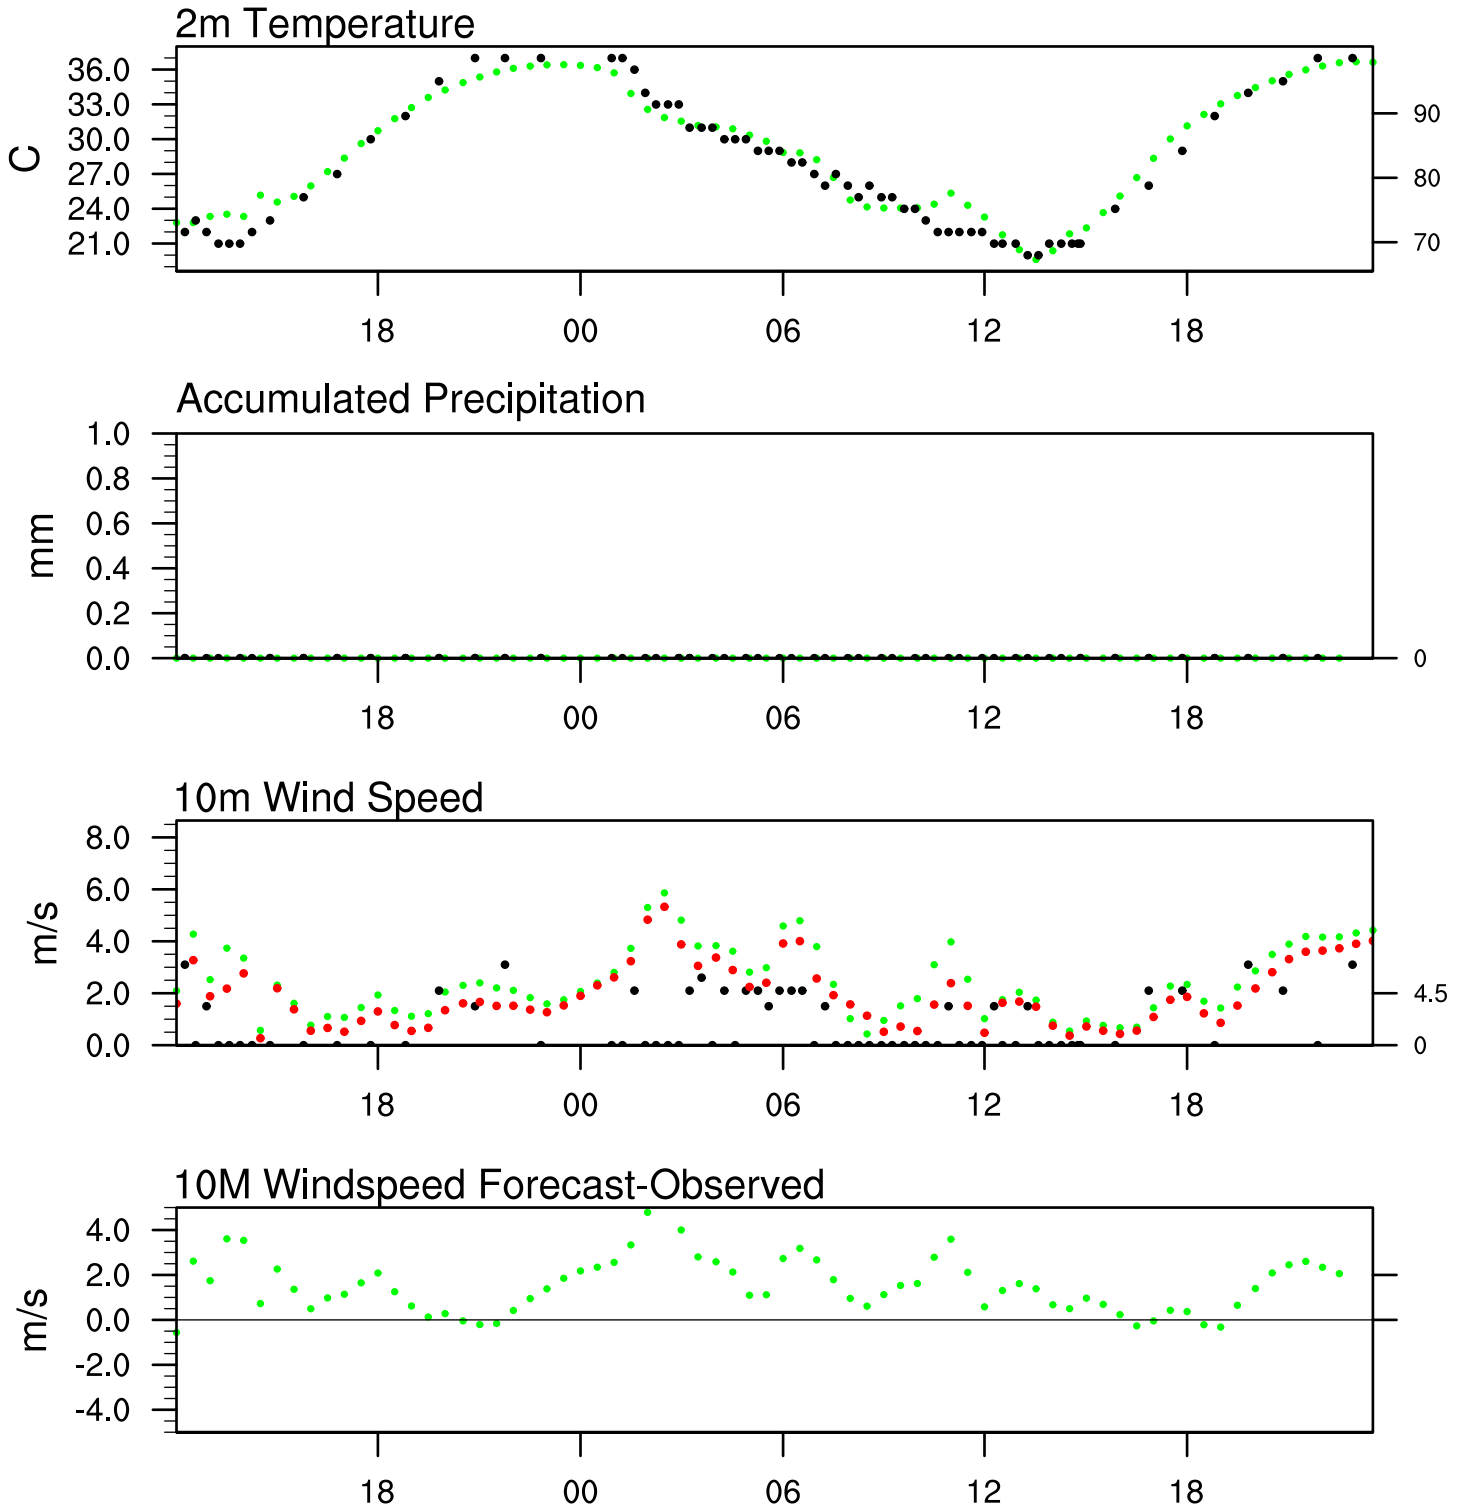 2m Temperature
36.0
33.0
30.0
27.0
24.0
21.0
C
90
80
70
18 00 06 12 18
Accumulated Precipitation
1.0
0.8
0.6
0.4
0.2
0.0
mm
0
18 00 06 12 18
10m Wind Speed
8.0
6.0
4.0
2.0
0.0
m/s
4.5
0
18 00 06 12 18
10M Windspeed Forecast-Observed
4.0
2.0
0.0
-2.0
-4.0
m/s
18 00 06 12 18